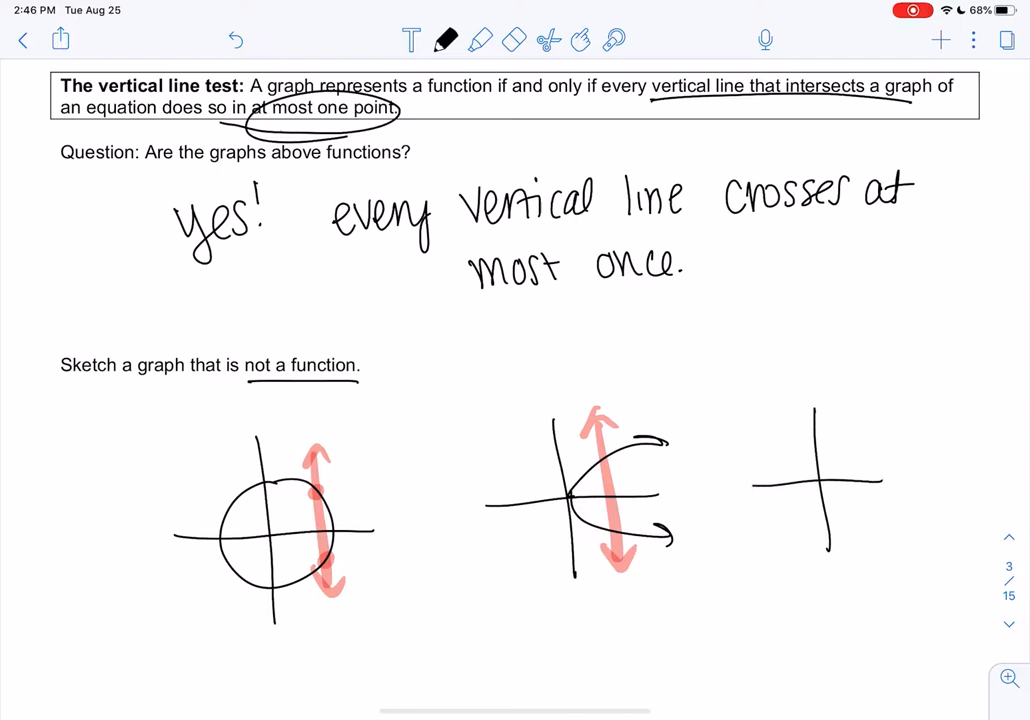 2:46 PM Tue Aug 25
68%
The vertical line test: A graph represents a function if and only if every vertical line that intersects a graph of
an equation does so in at most one point.
Question: Are the graphs above functions?
yes! every vertical line crosses at
most once.
Sketch a graph that is not a function.
3
/
15